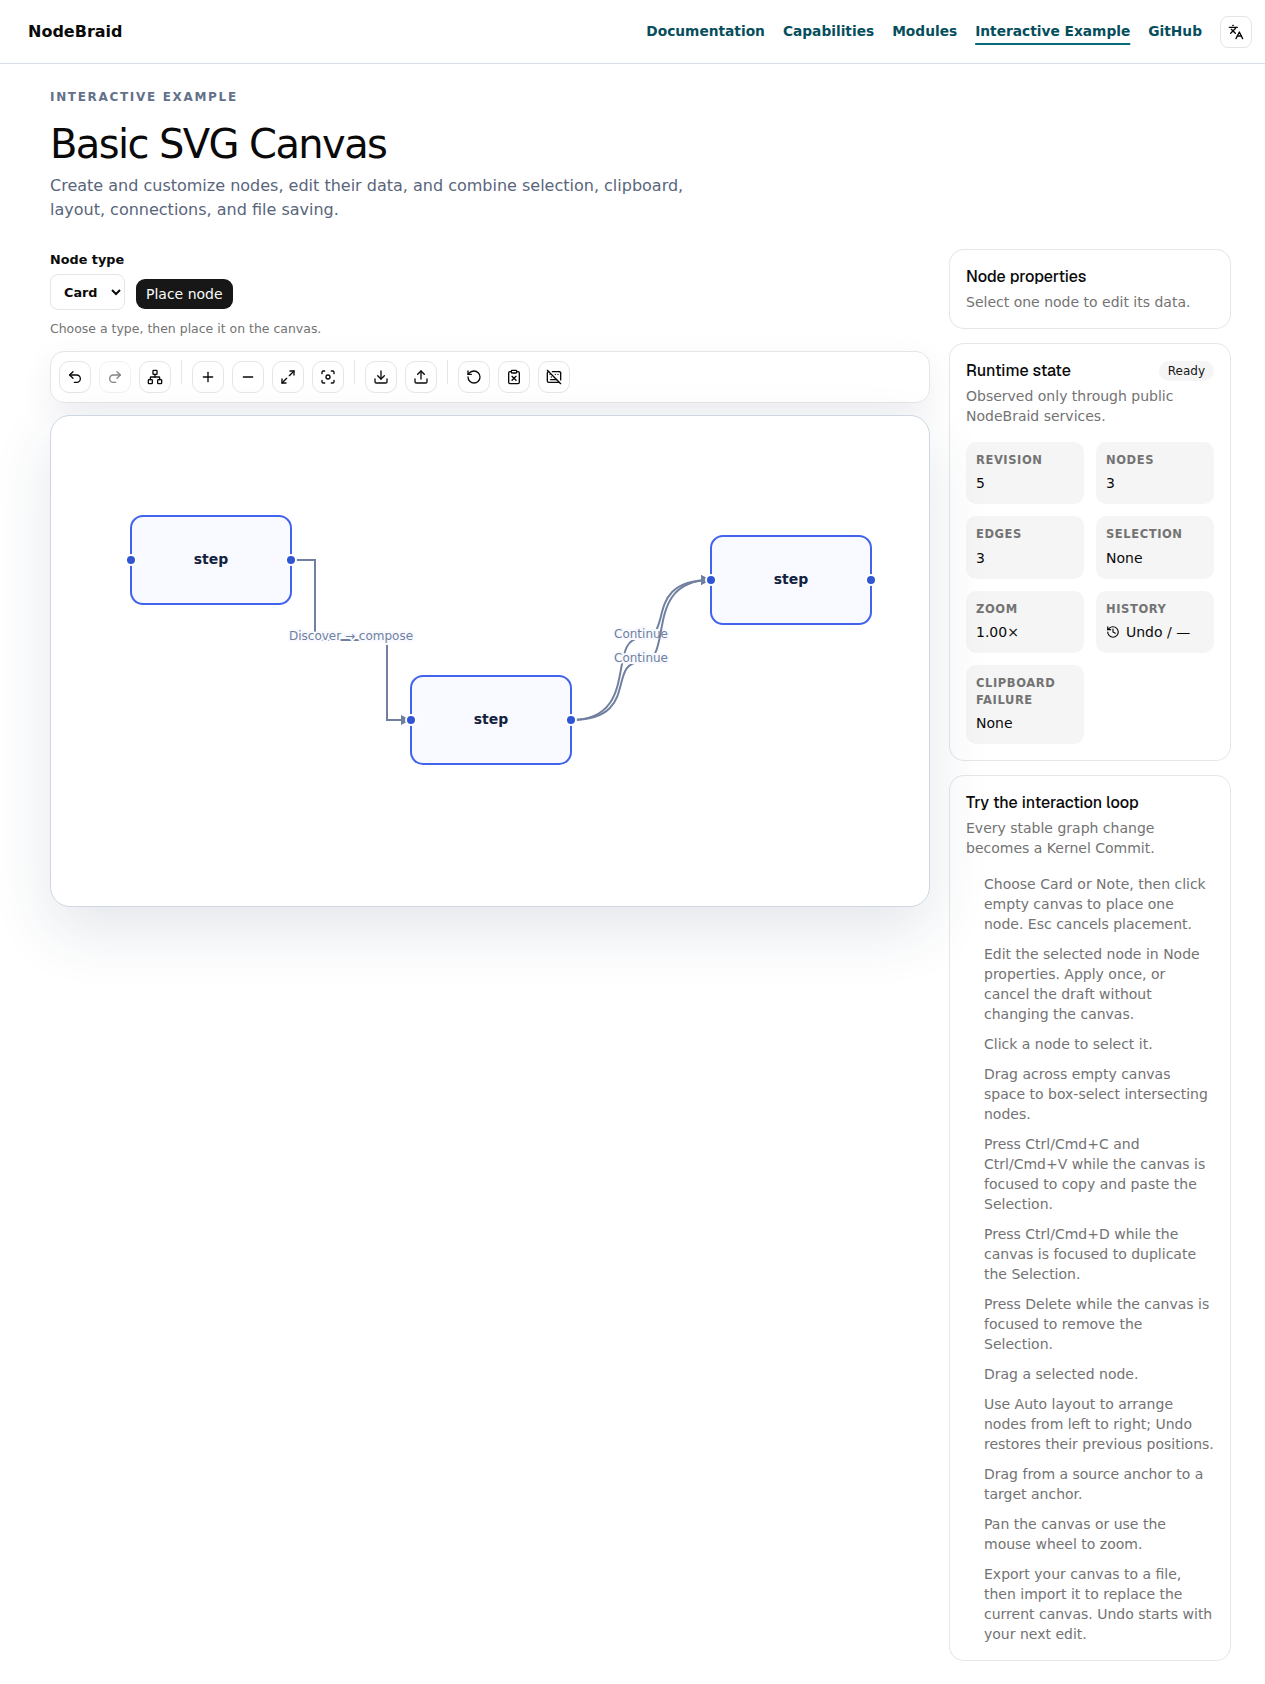 NodeBraid
Documentation Capabilities Modules Interactive Example GitHub
INTERACTIVE EXAMPLE
Basic SVG Canvas
Create and customize nodes, edit their data, and combine selection, clipboard,
layout, connections, and file saving.
Node type
Card
Place node
Choose a type, then place it on the canvas.
step
Discover → compose
step
Continue
Continue
step
Node properties
Select one node to edit its data.
Runtime state
Ready
Observed only through public
NodeBraid services.
REVISION
5
NODES
3
EDGES
3
SELECTION
None
ZOOM
1.00×
HISTORY
Undo / —
CLIPBOARD
FAILURE
None
Try the interaction loop
Every stable graph change
becomes a Kernel Commit.
Choose Card or Note, then click
empty canvas to place one
node. Esc cancels placement.
Edit the selected node in Node
properties. Apply once, or
cancel the draft without
changing the canvas.
Click a node to select it.
Drag across empty canvas
space to box-select intersecting
nodes.
Press Ctrl/Cmd+C and
Ctrl/Cmd+V while the canvas is
focused to copy and paste the
Selection.
Press Ctrl/Cmd+D while the
canvas is focused to duplicate
the Selection.
Press Delete while the canvas is
focused to remove the
Selection.
Drag a selected node.
Use Auto layout to arrange
nodes from left to right; Undo
restores their previous positions.
Drag from a source anchor to a
target anchor.
Pan the canvas or use the
mouse wheel to zoom.
Export your canvas to a file,
then import it to replace the
current canvas. Undo starts with
your next edit.